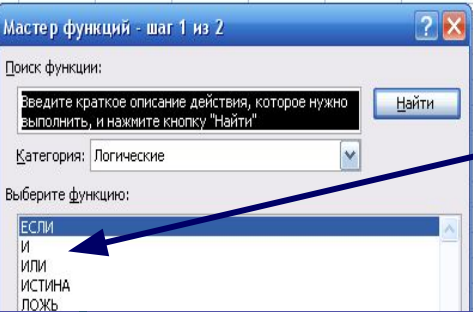 Мастер функций - шаг 1 из 2
Поиск функции:
Введите краткое описание действия, которое нужно
выполнить, и нажмите кнопку "Найти"
Найти
Категория: Логические
Выберите функцию:
ЕСЛИ
И
ИЛИ
ИСТИНА
ЛОЖЬ